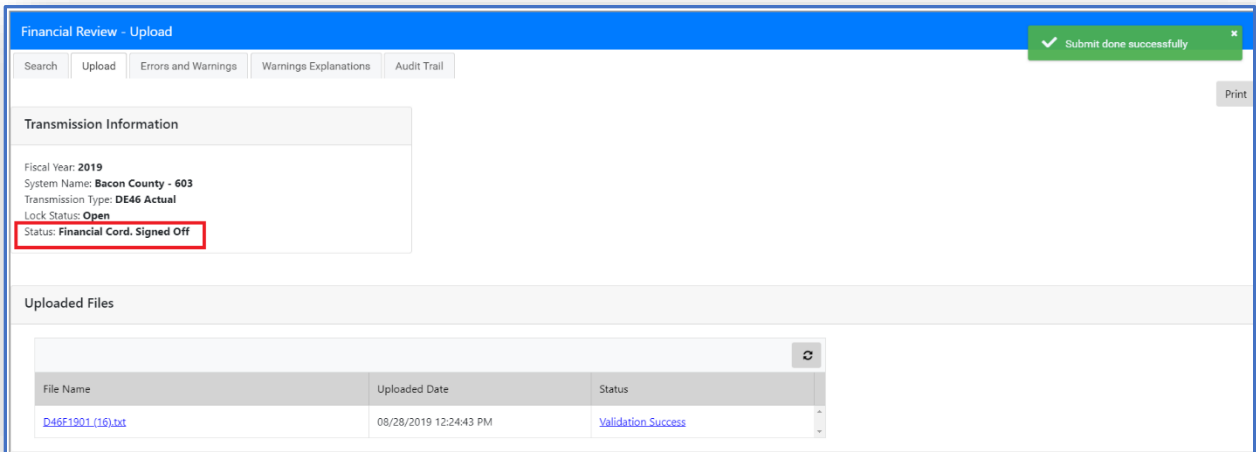 Financial Review - Upload
Submit done successfully
Search Upload Errors and Warnings Warnings Explanations Audit Trail
Print
Transmission Information
Fiscal Year: 2019
System Name: Bacon County - 603
Transmission Type: DE46 Actual
Lock Status: Open
Status: Financial Cord. Signed Off
Uploaded Files
File Name Uploaded Date Status
D46F1901 (16).txt 08/28/2019 12:24:43 PM Validation Success